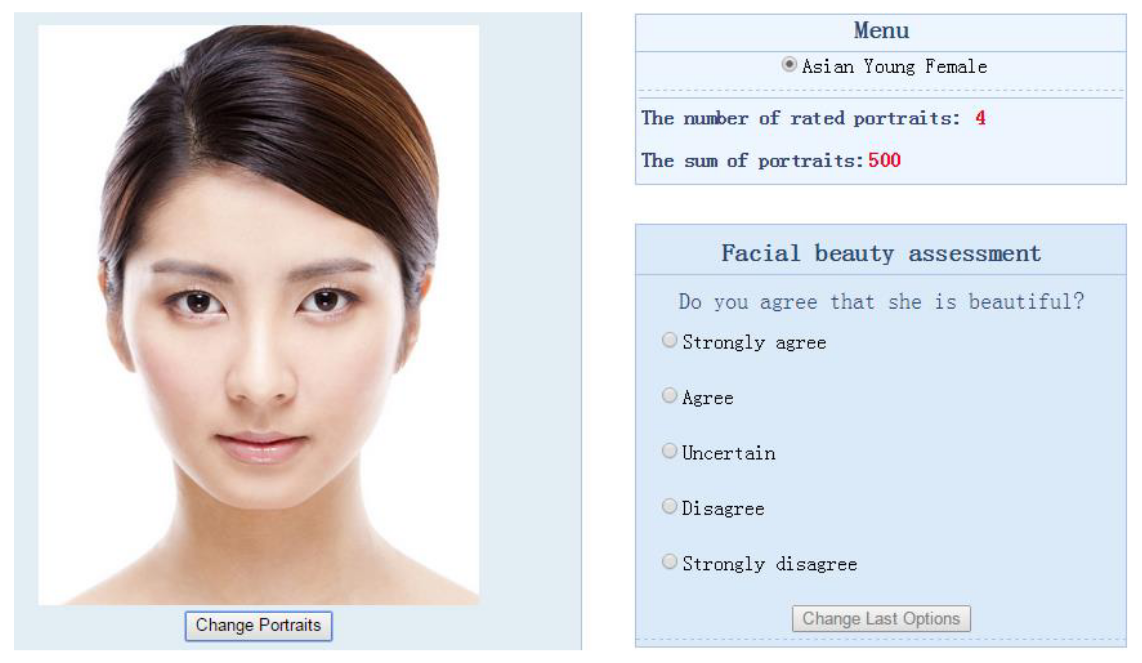 Menu
Asian Young Female
The number of rated portraits: 4
The sum of portraits:500
Facial beauty assessment
Do you agree that she is beautiful?
Strongly agree
Agree
Uncertain
Disagree
Strongly disagree
Change Last Options
Change Portraits